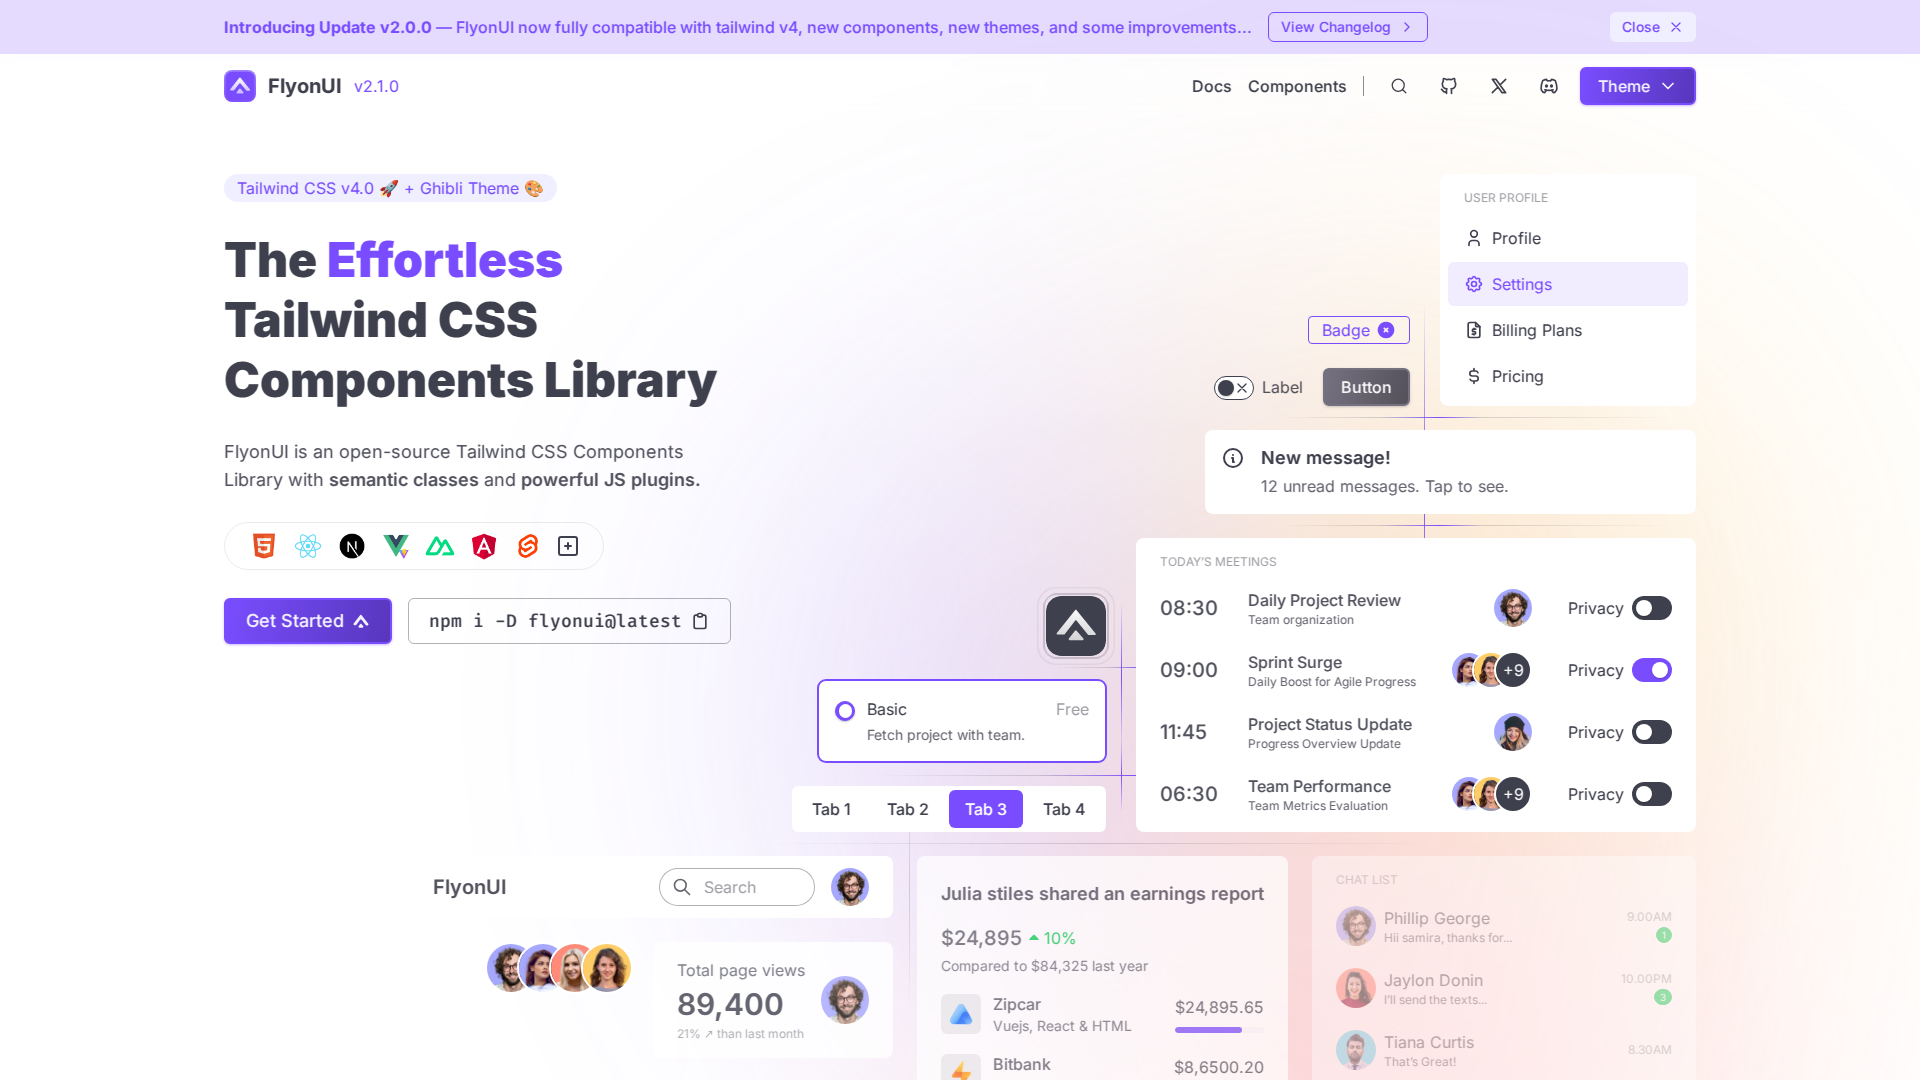 Introducing Update v2.0.0 — FlyonUI now fully compatible with tailwind v4, new components, new themes, and some improvements...
View Changelog
Close
FlyonUI v2.1.0
Docs
Components
Theme
Tailwind CSS v4.0 🚀 + Ghibli Theme 🎨
The Effortless
Tailwind CSS
Components Library
FlyonUI is an open-source Tailwind CSS Components
Library with semantic classes and powerful JS plugins.
Get Started
npm i -D flyonui@latest
USER PROFILE
Profile
Settings
Billing Plans
Pricing
Badge
Label
Button
New message!
12 unread messages. Tap to see.
TODAY'S MEETINGS
08:30
Daily Project Review
Team organization
Privacy
09:00
Sprint Surge
Daily Boost for Agile Progress
+9
Privacy
11:45
Project Status Update
Progress Overview Update
Privacy
06:30
Team Performance
Team Metrics Evaluation
+9
Privacy
Basic
Free
Fetch project with team.
Tab 1
Tab 2
Tab 3
Tab 4
FlyonUI
Search
Total page views
89,400
21% ↗ than last month
Julia stiles shared an earnings report
$24,895 10%
Compared to $84,325 last year
Zipcar
Vuejs, React & HTML
$24,895.65
Bitbank
$8,6500.20
CHAT LIST
Phillip George
Hii samira, thanks for...
9.00AM
1
Jaylon Donin
I'll send the texts...
10.00PM
3
Tiana Curtis
That's Great!
8.30AM